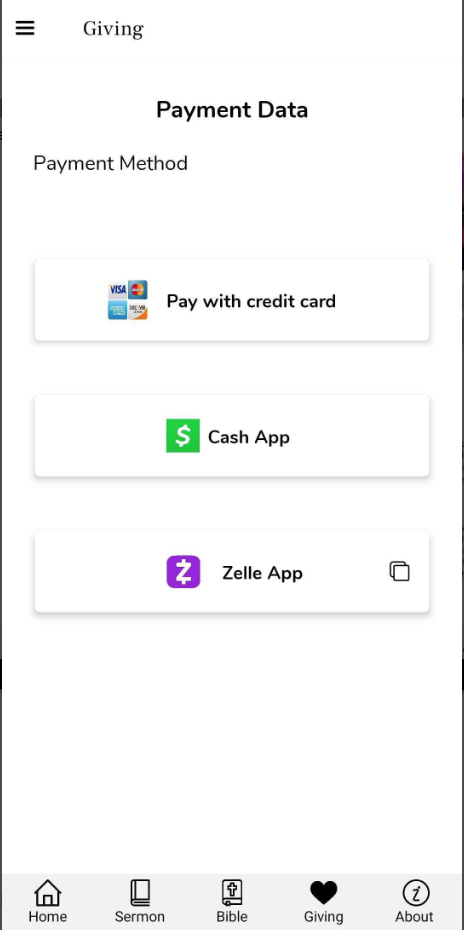 Giving
Payment Data
Payment Method
VISA
Pay with credit card
Cash App
Zelle App
Home
Sermon
Bible
Giving
About